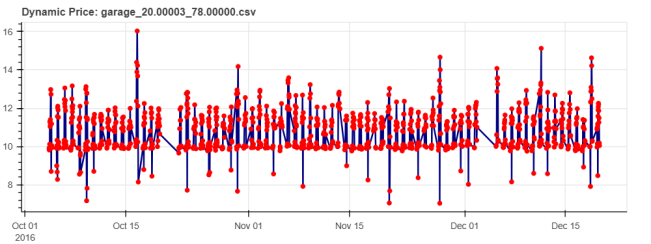 Dynamic Price: garage_20.00003_78.00000.csv
16
14
12
10
8
Oct 01
Oct 15
Nov 01
Nov 15
Dec 01
Dec 15
2016